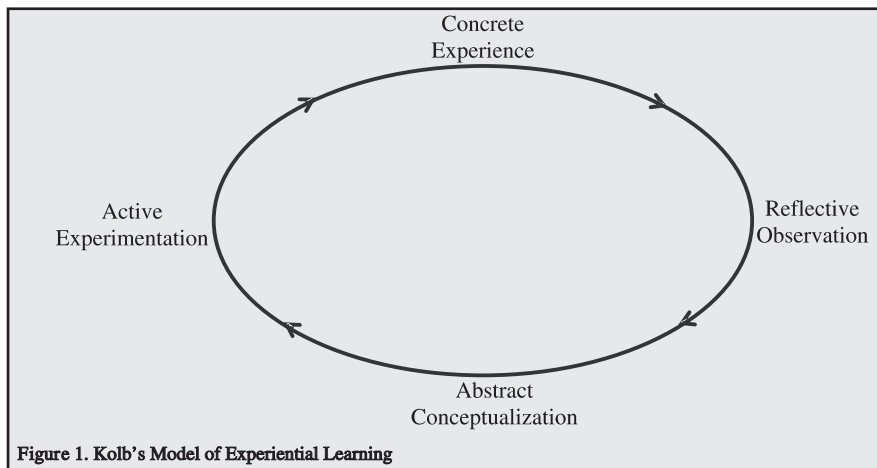 Concrete
Experience
Active
Experimentation
Reflective
Observation
Abstract
Conceptualization
Figure 1. Kolb's Model of Experiential Learning